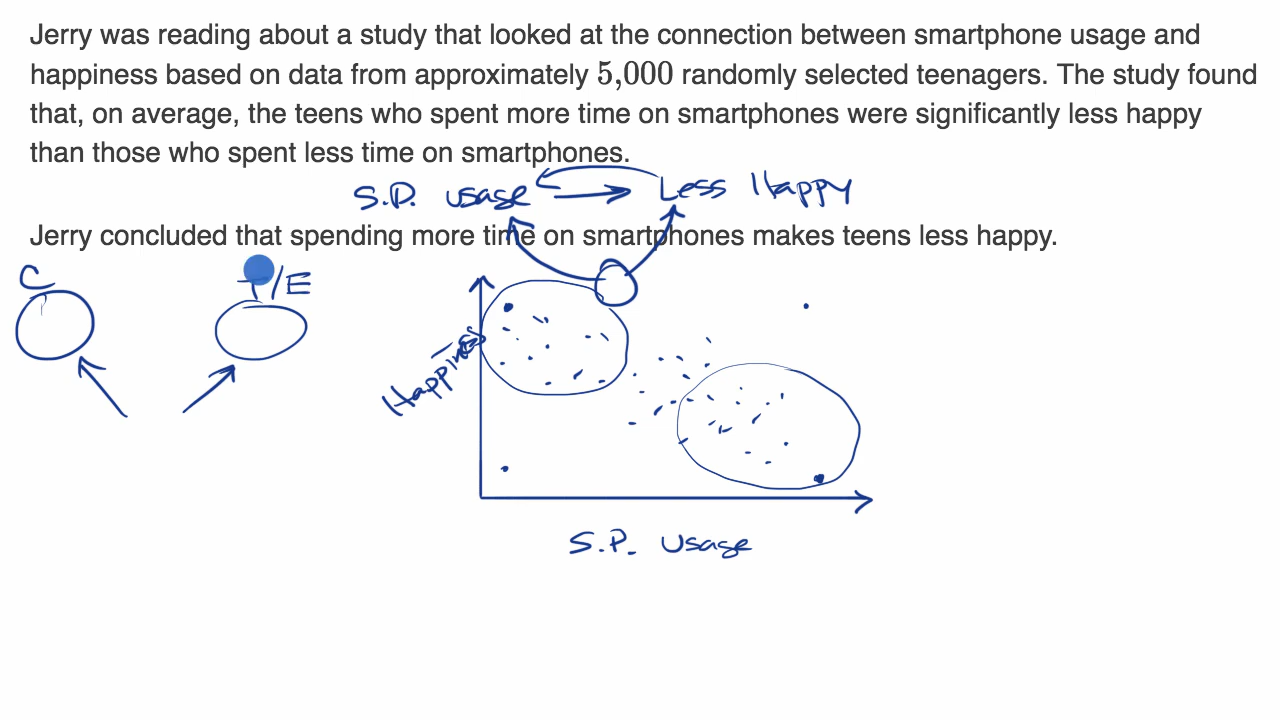 Jerry was reading about a study that looked at the connection between smartphone usage and
happiness based on data from approximately 5,000 randomly selected teenagers. The study found
that, on average, the teens who spent more time on smartphones were significantly less happy
than those who spent less time on smartphones.
S.P. usage Less Happy
Jerry concluded that spending more time on smartphones makes teens less happy.
C T/E
Happiness
S.P. Usage